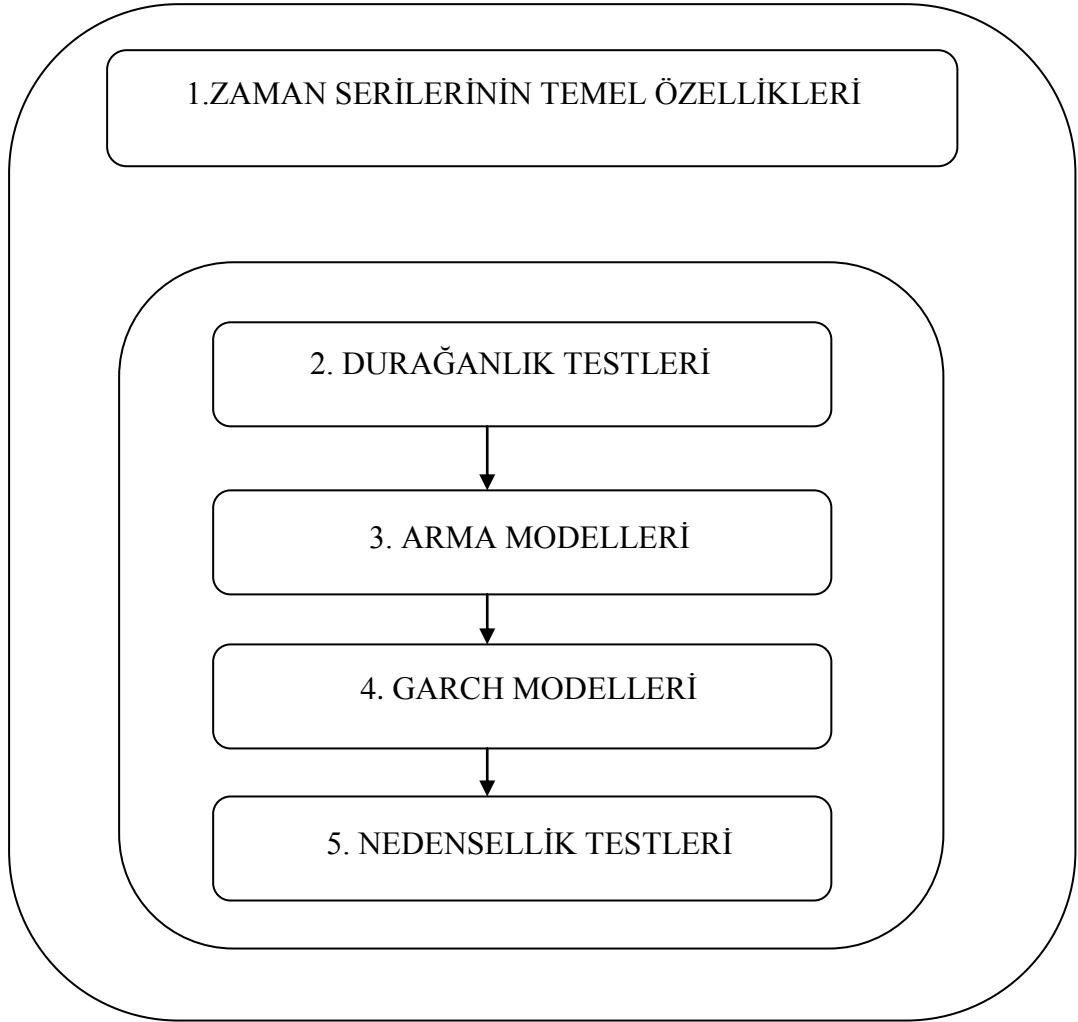 1.ZAMAN SERİLERİNİN TEMEL ÖZELLİKLERİ
2. DURAĞANLIK TESTLERİ
3. ARMA MODELLERİ
4. GARCH MODELLERİ
5. NEDENSELLİK TESTLERİ